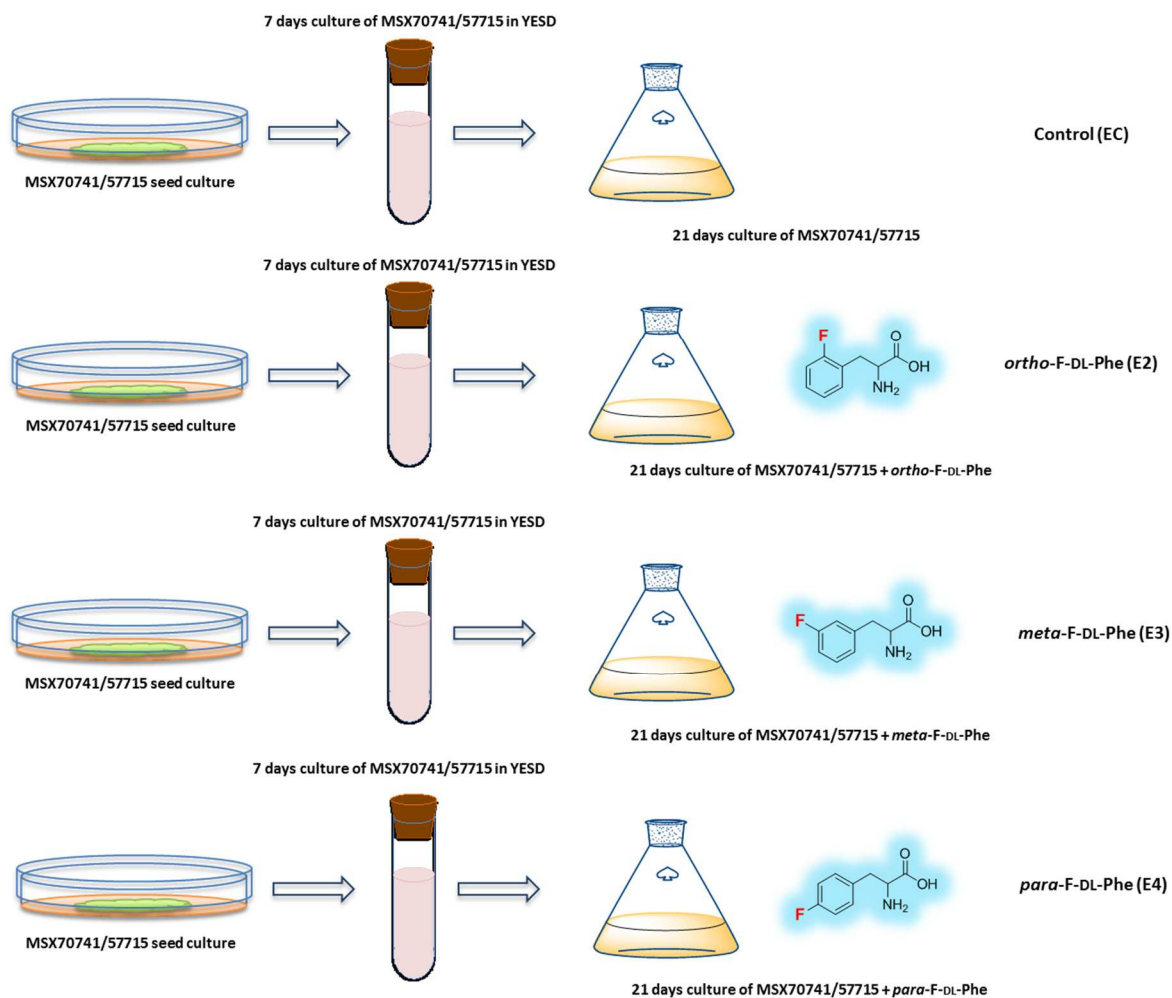 7 days culture of MSX70741/57715 in YESD
MSX70741/57715 seed culture
Control (EC)
21 days culture of MSX70741/57715
7 days culture of MSX70741/57715 in YESD
MSX70741/57715 seed culture
F
O
OH
NH₂
ortho-F-DL-Phe (E2)
21 days culture of MSX70741/57715 + ortho-F-DL-Phe
7 days culture of MSX70741/57715 in YESD
MSX70741/57715 seed culture
F
O
OH
NH₂
meta-F-DL-Phe (E3)
21 days culture of MSX70741/57715 + meta-F-DL-Phe
7 days culture of MSX70741/57715 in YESD
MSX70741/57715 seed culture
F
O
OH
NH₂
para-F-DL-Phe (E4)
21 days culture of MSX70741/57715 + para-F-DL-Phe